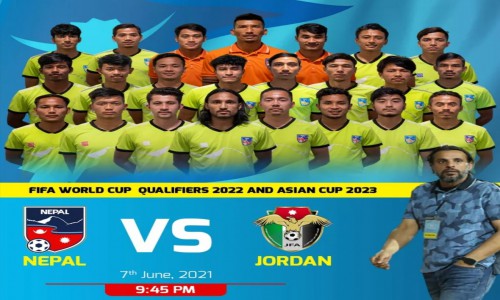 FIFA WORLD CUP QUALIFIERS 2022 AND ASIAN CUP 2023
NEPAL
VS
JFA
NEPAL
JORDAN
7th June, 2021
9:45 PM